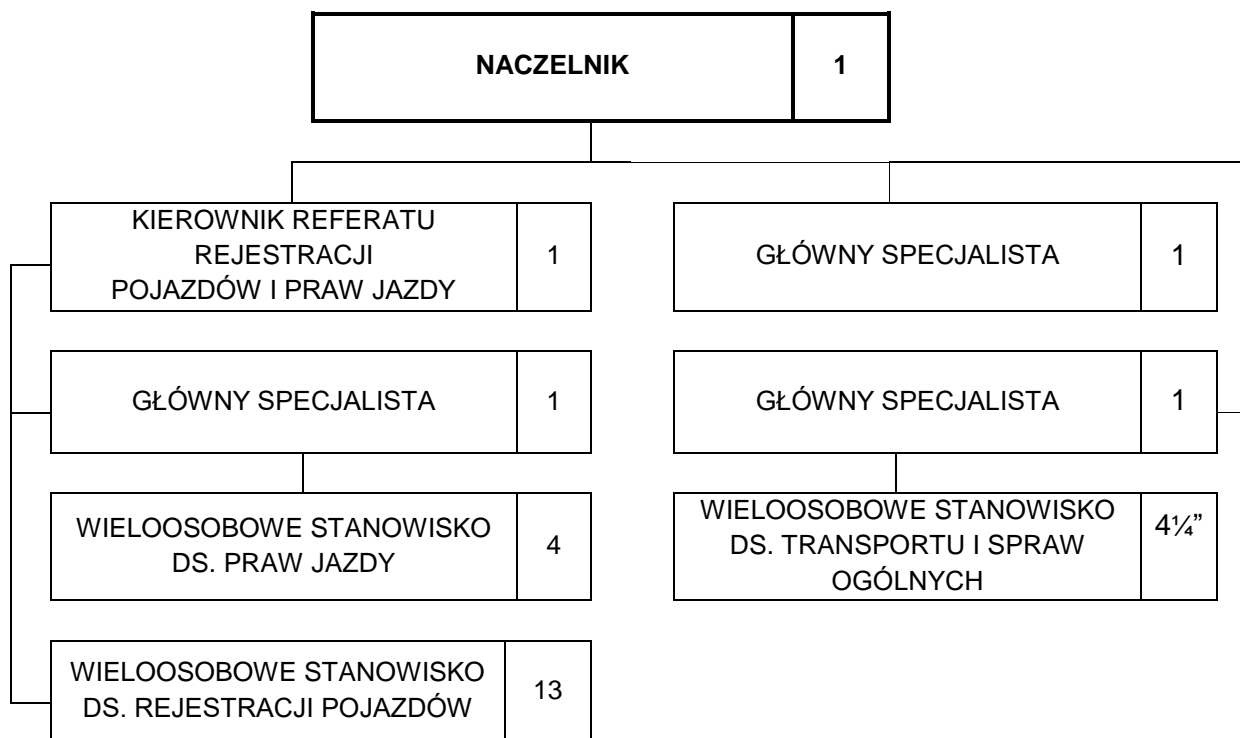 NACZELNIK 1
KIEROWNIK REFERATU
REJESTRACJI
POJAZDÓW I PRAW JAZDY
1
GŁÓWNY SPECJALISTA 1
GŁÓWNY SPECJALISTA 1
GŁÓWNY SPECJALISTA 1
WIELOOSOBOWE STANOWISKO
DS. PRAW JAZDY
4
WIELOOSOBOWE STANOWISKO
DS. TRANSPORTU I SPRAW
OGÓLNYCH
4¼”
WIELOOSOBOWE STANOWISKO
DS. REJESTRACJI POJAZDÓW
13